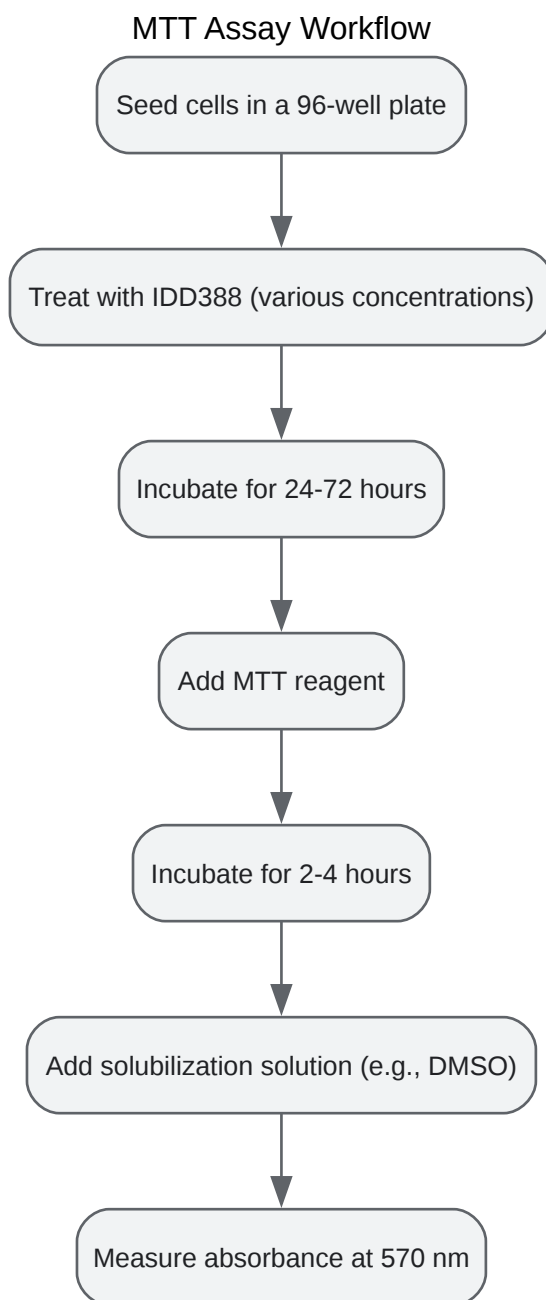 MTT Assay Workflow
Seed cells in a 96-well plate
Treat with IDD388 (various concentrations)
Incubate for 24-72 hours
Add MTT reagent
Incubate for 2-4 hours
Add solubilization solution (e.g., DMSO)
Measure absorbance at 570 nm